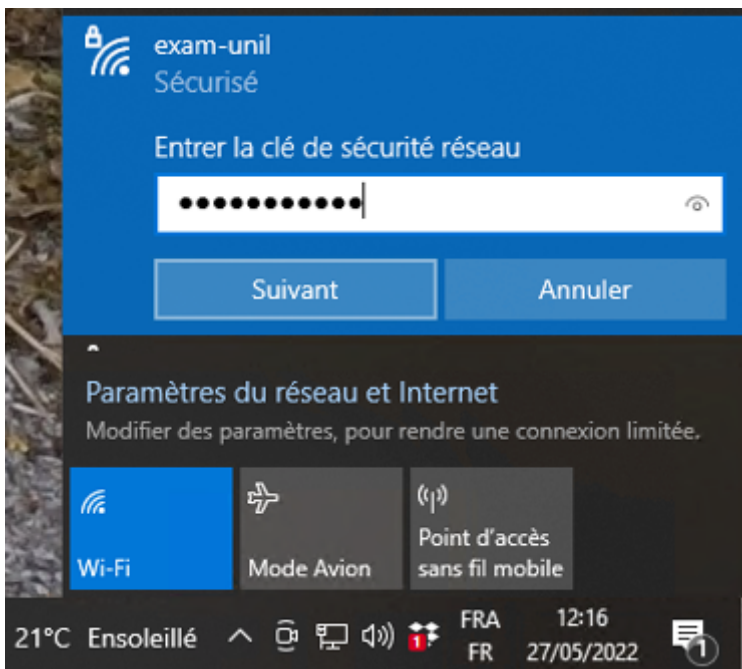 exam-unil
Sécurisé
Entrer la clé de sécurité réseau
●●●●●●●●●●●
Suivant
Annuler
Paramètres du réseau et Internet
Modifier des paramètres, pour rendre une connexion limitée.
Wi-Fi
Mode Avion
Point d'accès
sans fil mobile
21°C Ensoleillé
1
FRA
FR
12:16
27/05/2022
1